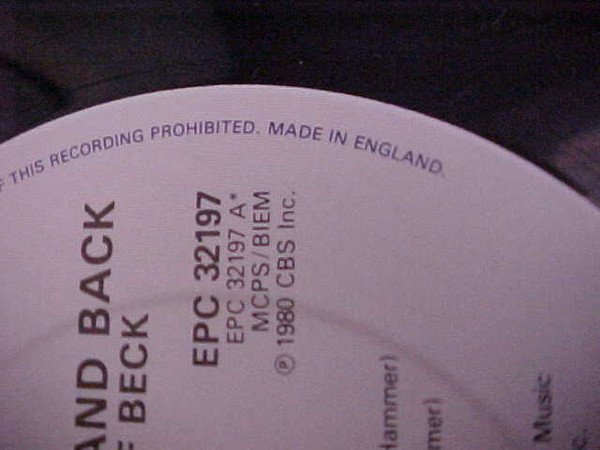 THIS RECORDING PROHIBITED. MADE IN ENGLAND.
AND BACK
BECK
EPC 32197
EPC 32197 A*
MCPS/BIEM
℗ 1980 CBS Inc.
Hammer)
mer)
Music
c.